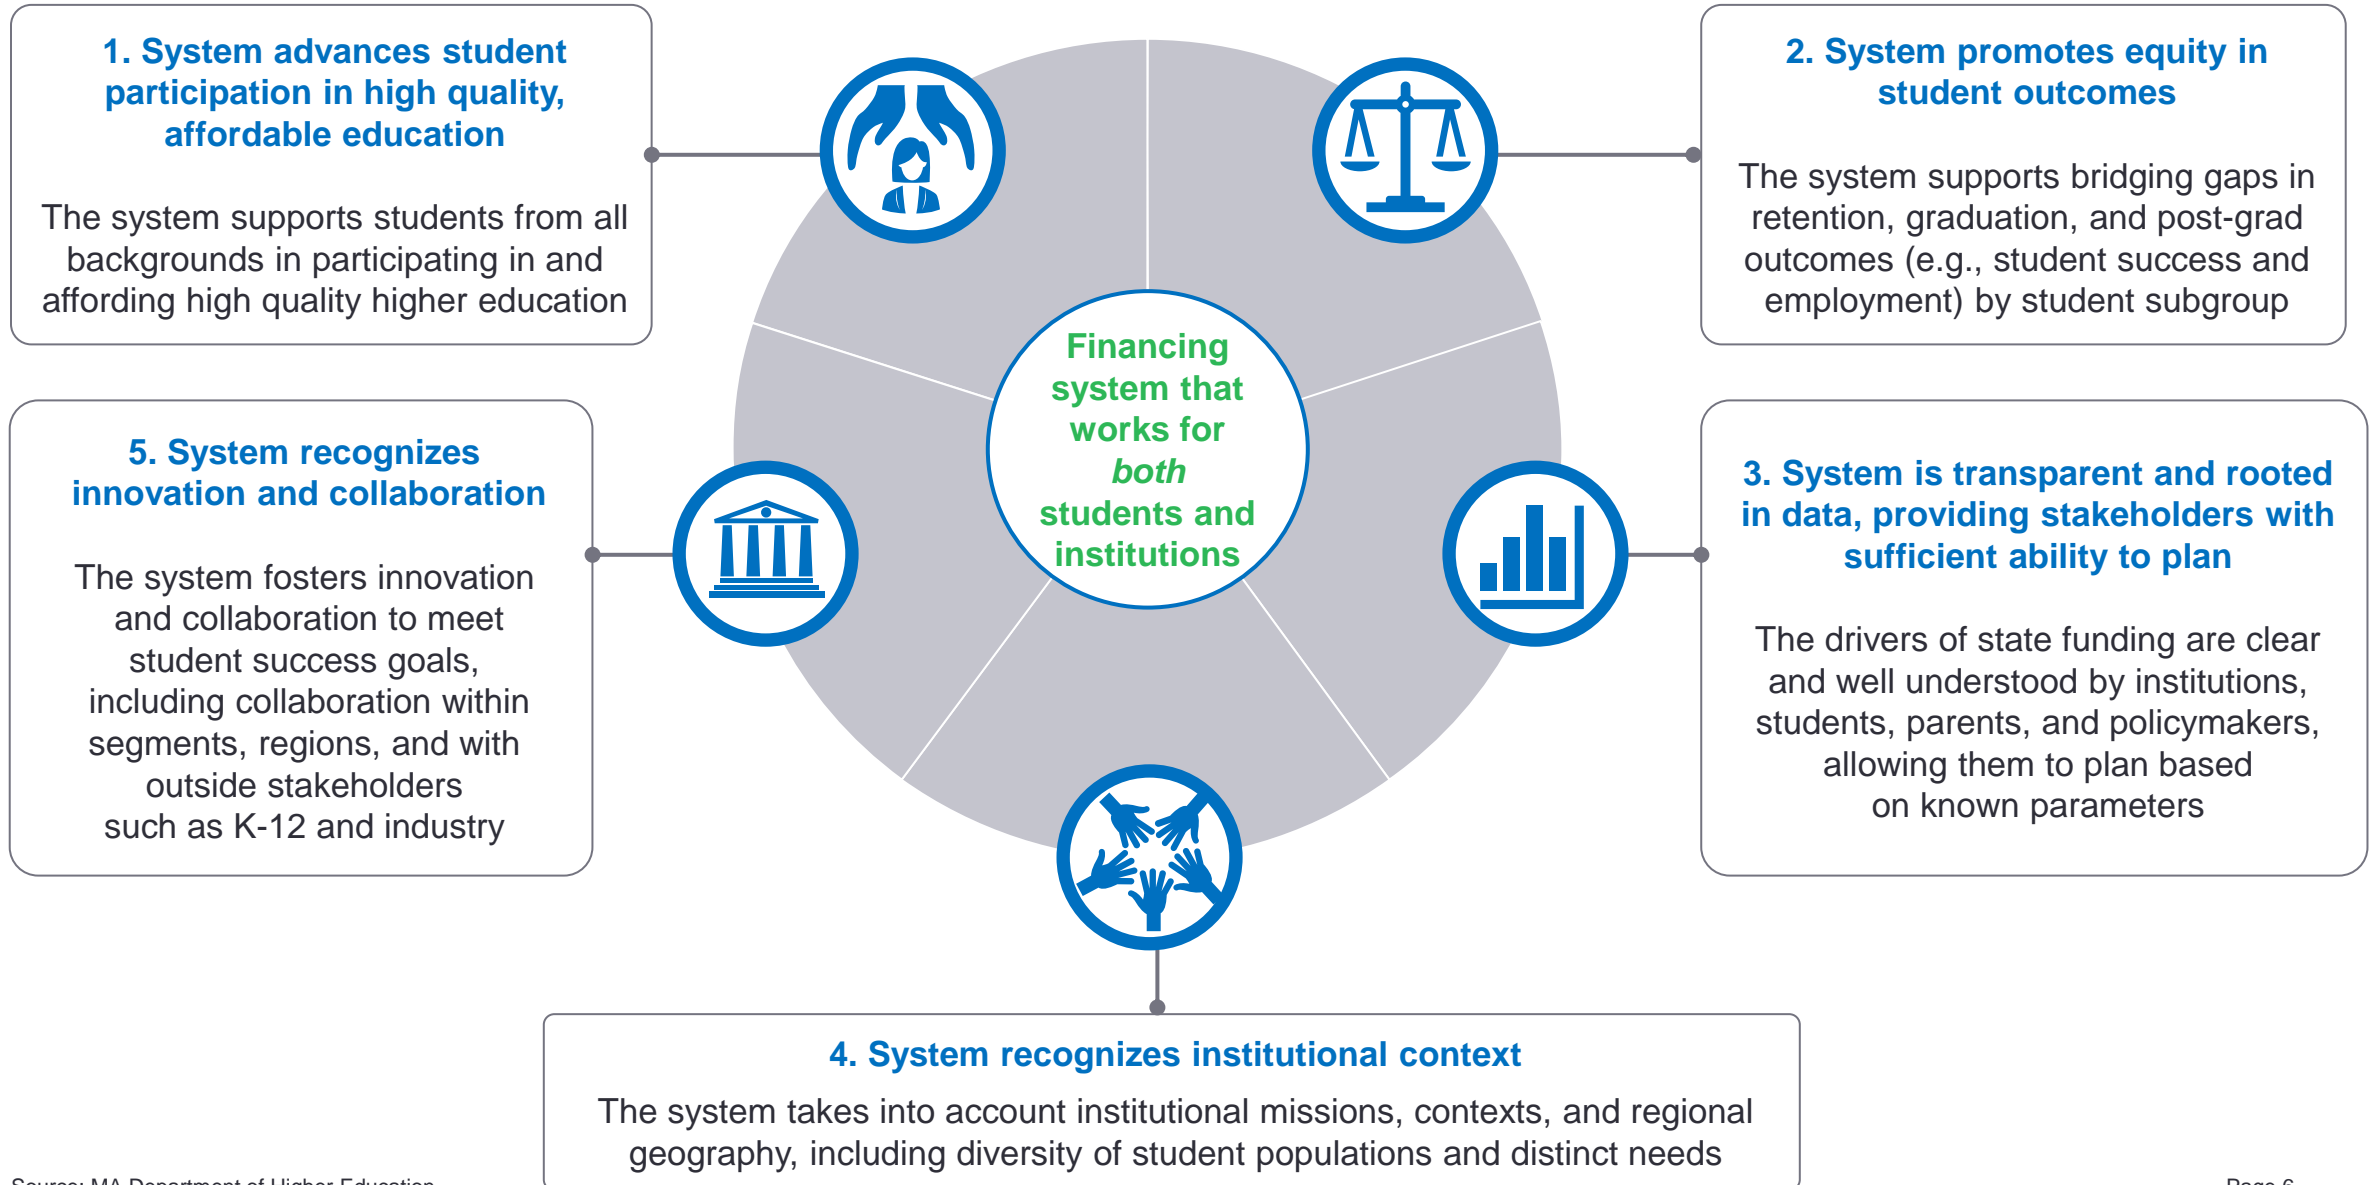 1. System advances student
participation in high quality,
affordable education
The system supports students from all
backgrounds in participating in and
affording high quality higher education
2. System promotes equity in
student outcomes
The system supports bridging gaps in
retention, graduation, and post-grad
outcomes (e.g., student success and
employment) by student subgroup
Financing
system that
works for
both
students and
institutions
3. System is transparent and rooted
in data, providing stakeholders with
sufficient ability to plan
The drivers of state funding are clear
and well understood by institutions,
students, parents, and policymakers,
allowing them to plan based
on known parameters
4. System recognizes institutional context
The system takes into account institutional missions, contexts, and regional
geography, including diversity of student populations and distinct needs
5. System recognizes
innovation and collaboration
The system fosters innovation
and collaboration to meet
student success goals,
including collaboration within
segments, regions, and with
outside stakeholders
such as K-12 and industry
Source: MA Department of Higher Education
Page 6